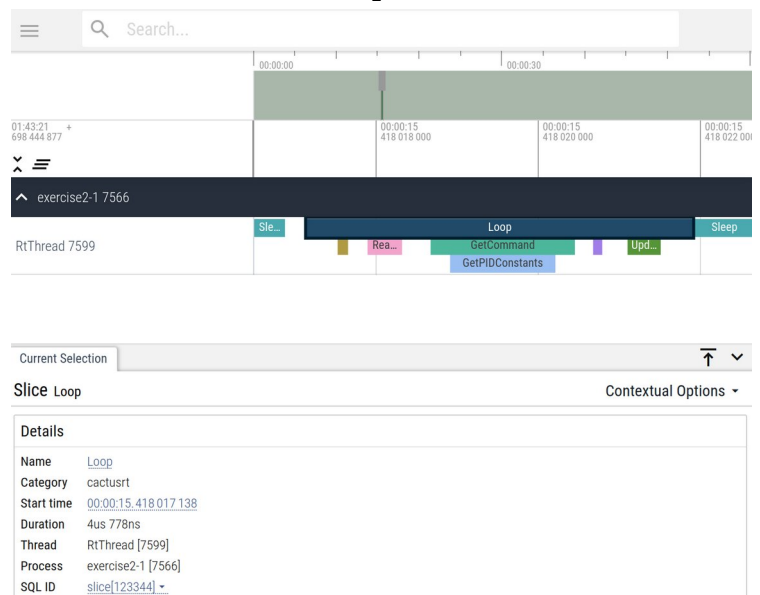 Search...
00:00:00
00:00:30
01:43:21 +
698 444 877
00:00:15
418 018 000
00:00:15
418 020 000
00:00:15
418 022 000
exercise2-1 7566
Sle...
Loop
Sleep
RtThread 7599
Rea...
GetCommand
Upd...
GetPIDConstants
Current Selection
Slice Loop
Contextual Options
Details
Name Loop
Category cactusrt
Start time 00:00:15.418 017 138
Duration 4us 778ns
Thread RtThread [7599]
Process exercise2-1 [7566]
SQL ID slice[123344]